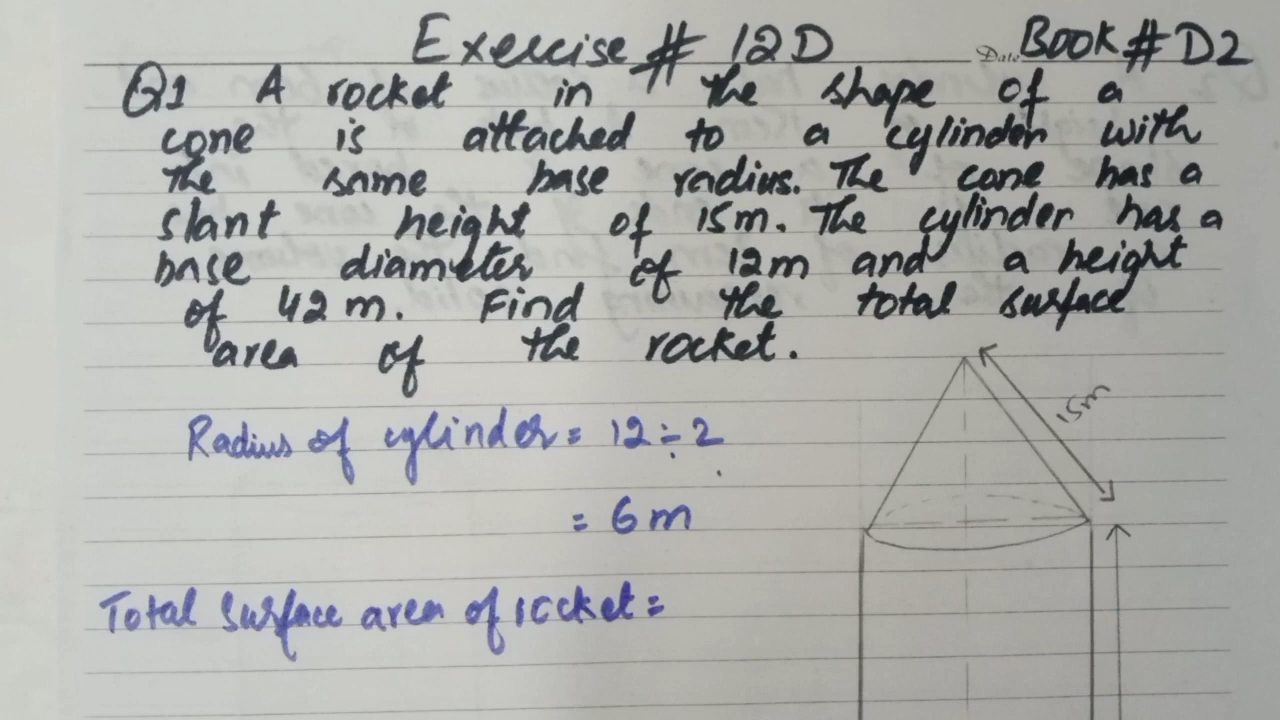 Exercise # 12D Date Book # D2
Q1 A rocket in the shape of a
cone is attached to a cylinder with
the same base radius. The cone has a
slant height of 15m. The cylinder has a
base diameter of 12m and a height
of 42 m. Find the total surface
area of the rocket.
15m
Radius of cylinder = 12 ÷ 2
= 6m
Total surface area of rocket =